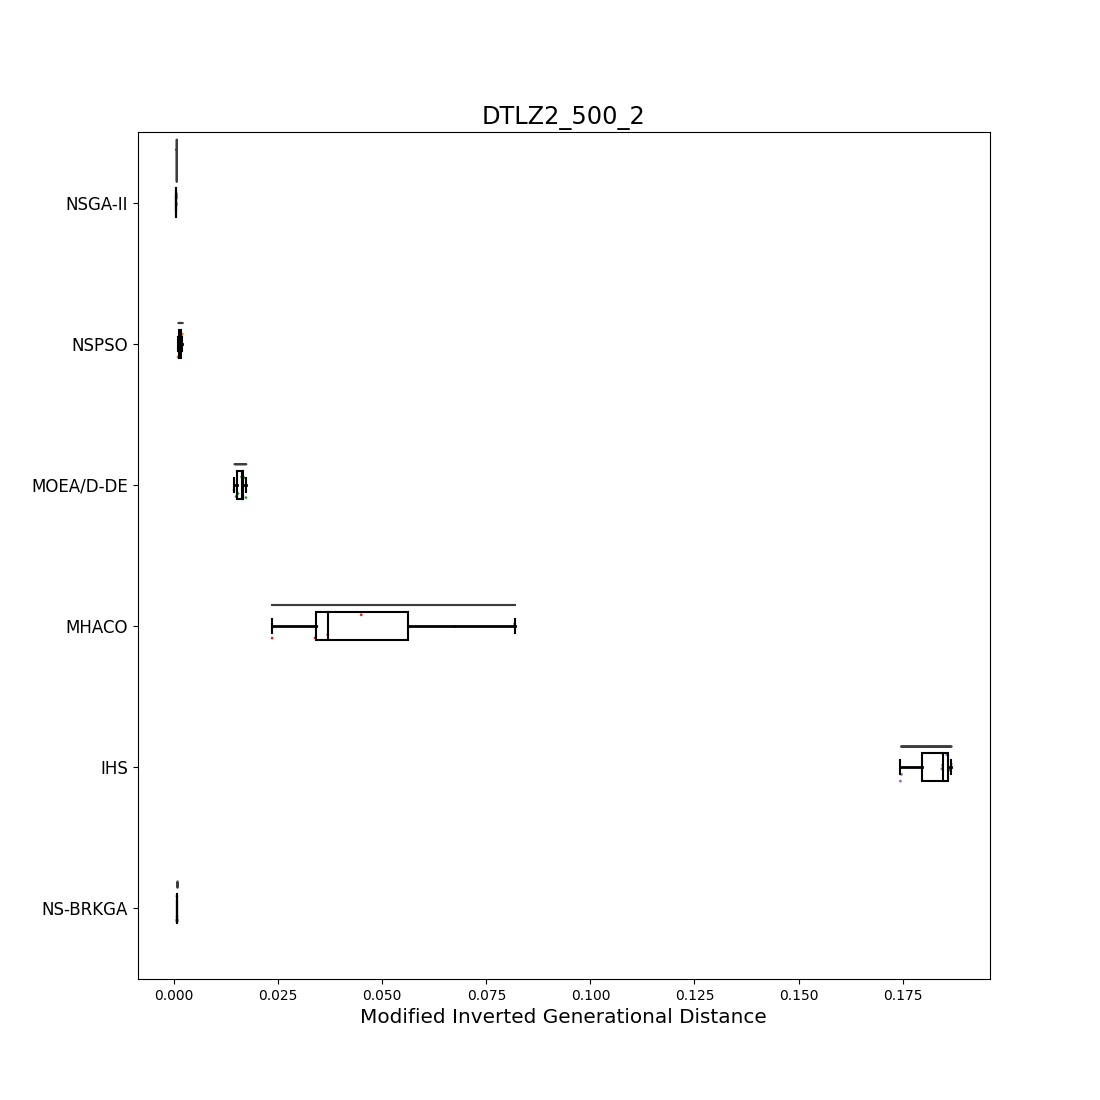 DTLZ2_500_2
NSGA-II
NSPSO
MOEA/D-DE
MHACO
IHS
NS-BRKGA
0.000 0.025 0.050 0.075 0.100 0.125 0.150 0.175
Modified Inverted Generational Distance